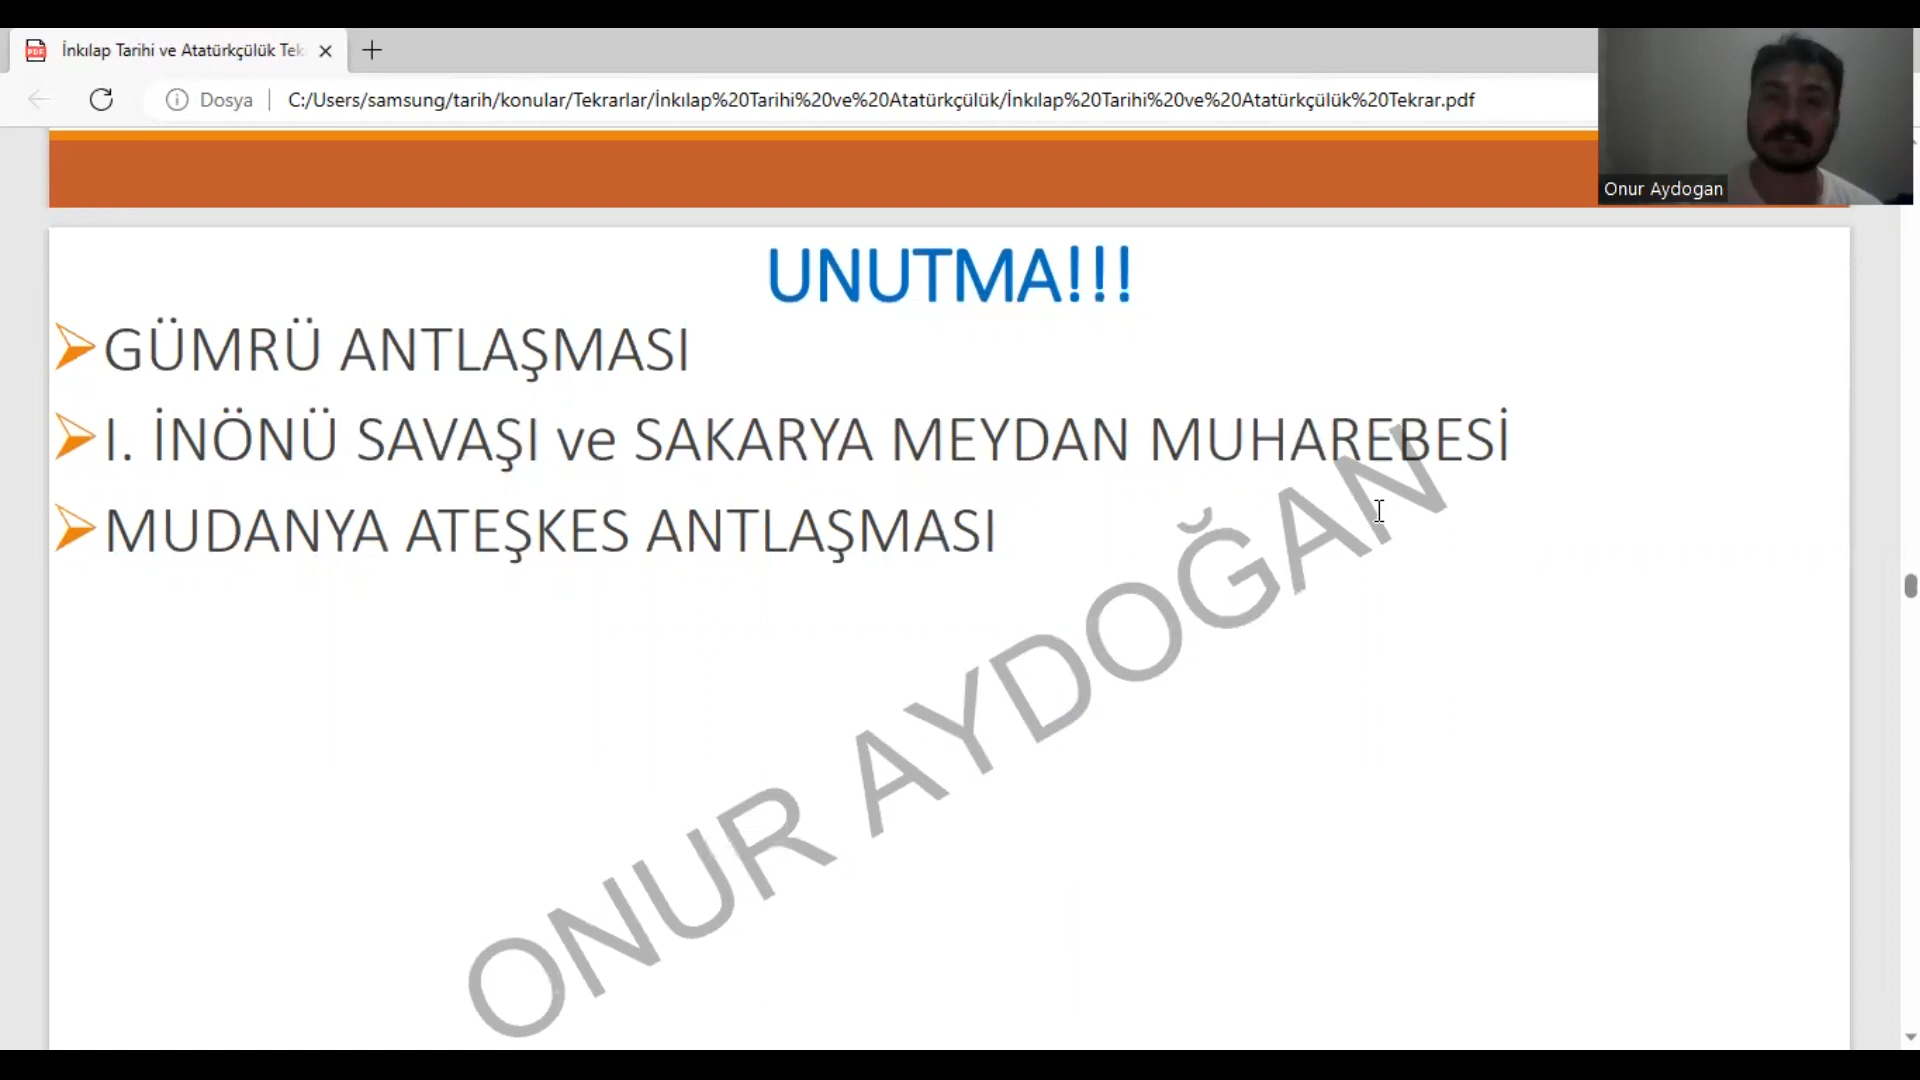 İnkılap Tarihi ve Atatürkçülük Tek
Dosya
C:/Users/samsung/tarih/konular/Tekrarlar/İnkılap%20Tarihi%20ve%20Atatürkçülük/İnkılap%20Tarihi%20ve%20Atatürkçülük%20Tekrar.pdf
Onur Aydogan
UNUTMA!!!
GÜMRÜ ANTLAŞMASI
I. İNÖNÜ SAVAŞI ve SAKARYA MEYDAN MUHAREBESİ
MUDANYA ATEŞKES ANTLAŞMASI
ONUR AYDOĞAN